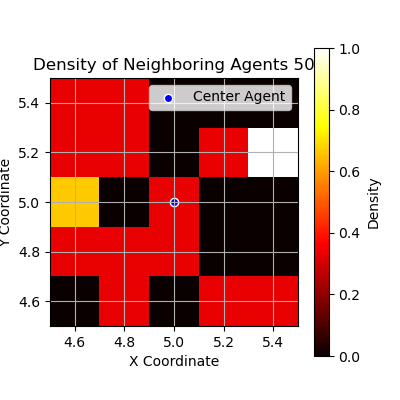 Density of Neighboring Agents 50
Center Agent
5.4
5.2
5.0
4.8
4.6
Y Coordinate
4.6 4.8 5.0 5.2 5.4
X Coordinate
1.0
0.8
0.6
0.4
0.2
0.0
Density